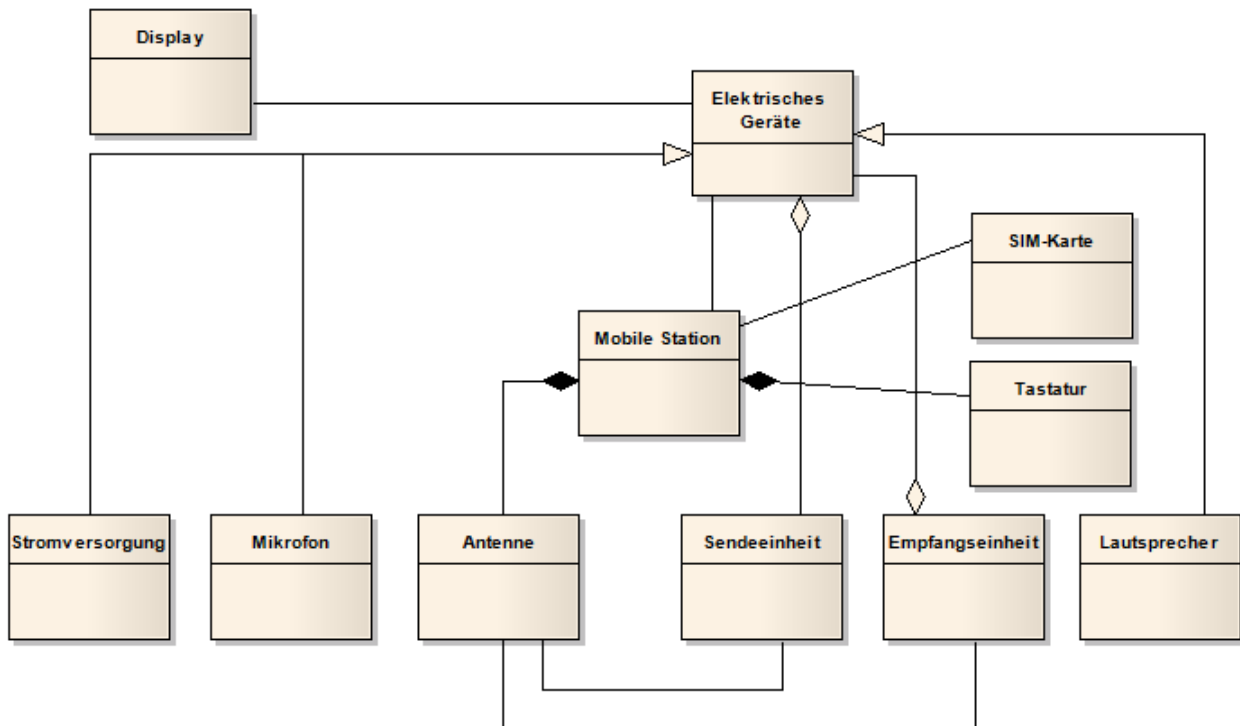 Display
Elektrisches
Geräte
SIM-Karte
Mobile Station
Tastatur
Stromversorgung
Mikrofon
Antenne
Sendeeinheit
Empfangseinheit
Lautsprecher